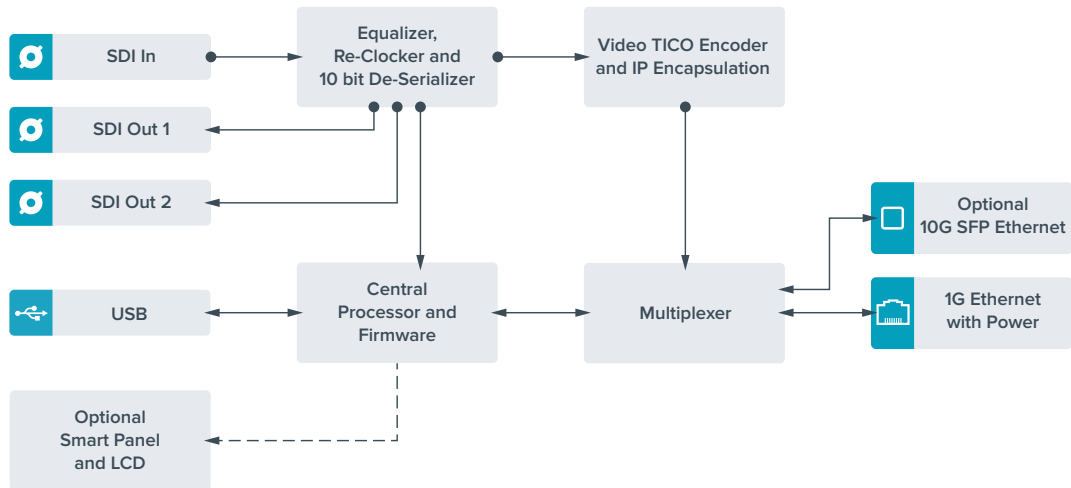 SDI In
Equalizer,
Re-Clocker and
10 bit De-Serializer
Video TICO Encoder
and IP Encapsulation
SDI Out 1
SDI Out 2
Optional
10G SFP Ethernet
USB
Central
Processor and
Firmware
Multiplexer
1G Ethernet
with Power
Optional
Smart Panel
and LCD